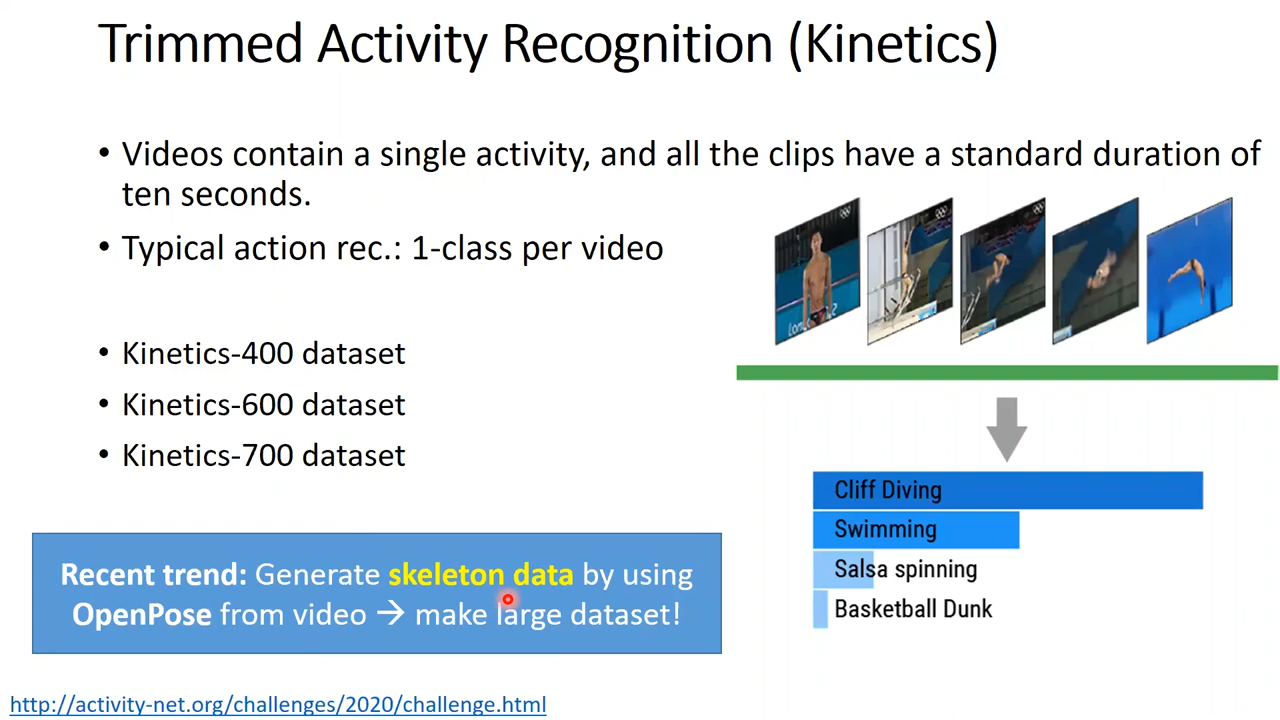 Trimmed Activity Recognition (Kinetics)
• Videos contain a single activity, and all the clips have a standard duration of
ten seconds.
• Typical action rec.: 1-class per video
• Kinetics-400 dataset
• Kinetics-600 dataset
• Kinetics-700 dataset
Cliff Diving
Swimming
Salsa spinning
Basketball Dunk
Recent trend: Generate skeleton data by using
OpenPose from video → make large dataset!
http://activity-net.org/challenges/2020/challenge.html